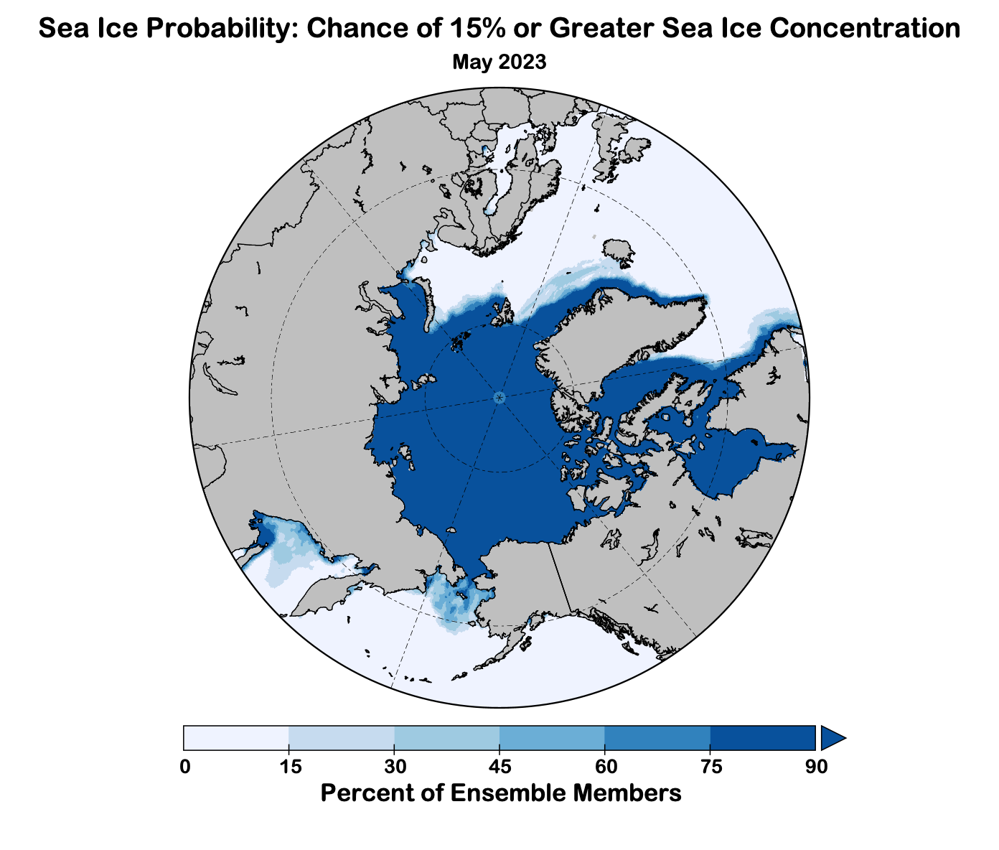 Sea Ice Probability: Chance of 15% or Greater Sea Ice Concentration
May 2023
0 15 30 45 60 75 90
Percent of Ensemble Members